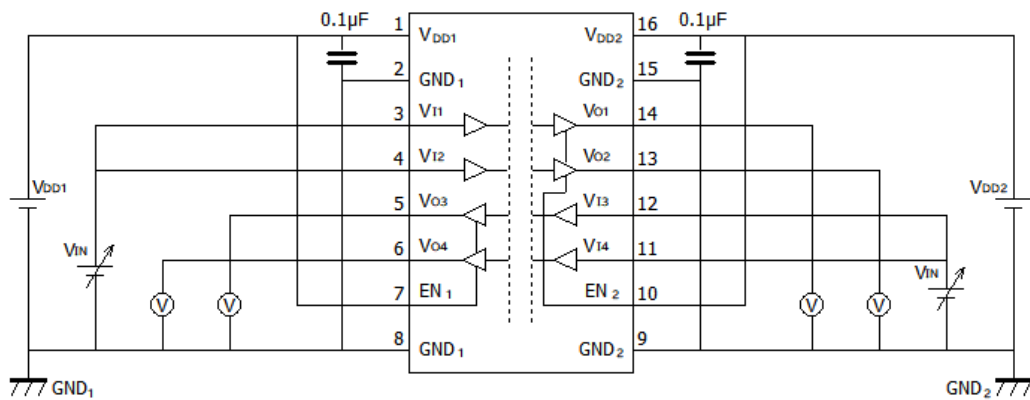 0.1µF 1 16 0.1µF
VDD1 VDD2
2 15
GND1 GND2
3 VI1 VO1 14
4 VI2 VO2 13
VDD1 VDD2
5 VO3 VI3 12
6 VO4 VI4 11
VIN VIN
7 EN1 EN2 10
V V V V
8 9
GND1 GND2
GND1 GND2